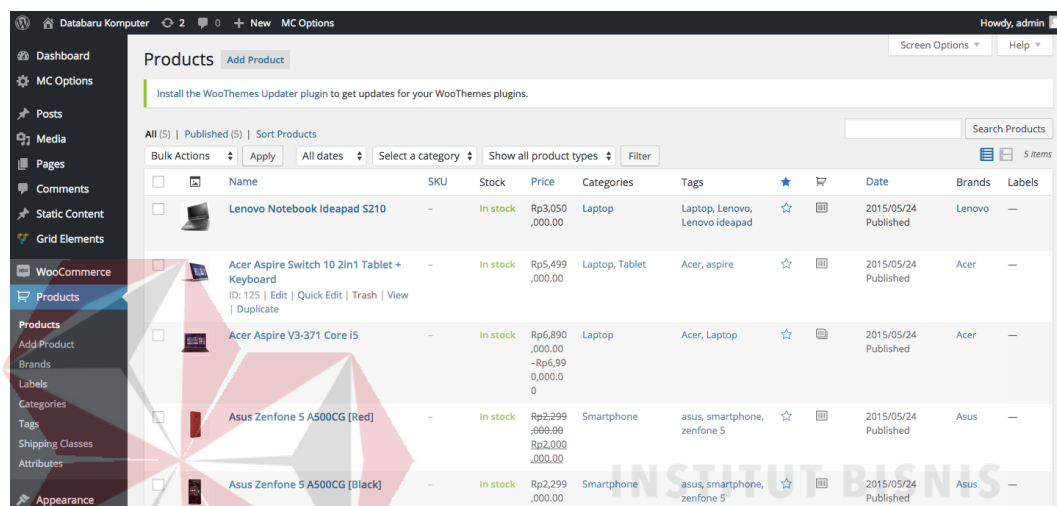 Databaru Komputer 2 0 + New MC Options Howdy, admin
Dashboard
MC Options
Posts
Media
Pages
Comments
Static Content
Grid Elements
WooCommerce
Products
Products
Add Product
Brands
Labels
Categories
Tags
Shipping Classes
Attributes
Appearance
Screen Options Help
Products Add Product
Install the WooThemes Updater plugin to get updates for your WooThemes plugins.
All (5) | Published (5) | Sort Products
Search Products
Bulk Actions Apply All dates Select a category Show all product types Filter 5 items
Name SKU Stock Price Categories Tags Date Brands Labels
Lenovo Notebook Ideapad S210 – In stock Rp3,050 Laptop Laptop, Lenovo, 2015/05/24 Lenovo —
,000.00 Lenovo ideapad Published
Acer Aspire Switch 10 2in1 Tablet + – In stock Rp5,499 Laptop, Tablet Acer, aspire 2015/05/24 Acer —
Keyboard ,000.00 Published
ID: 125 | Edit | Quick Edit | Trash | View
| Duplicate
Acer Aspire V3-371 Core i5 – In stock Rp6,890 Laptop Acer, Laptop 2015/05/24 Acer —
,000.00 Published
–Rp6,99
0,000.0
0
Asus Zenfone 5 A500CG [Red] – In stock Rp2,299 Smartphone asus, smartphone, 2015/05/24 Asus —
,000.00 zenfone 5 Published
Rp2,000
,000.00
Asus Zenfone 5 A500CG [Black] – In stock Rp2,299 Smartphone asus, smartphone, 2015/05/24 Asus —
,000.00 zenfone 5 Published
INSTITUT BISNIS